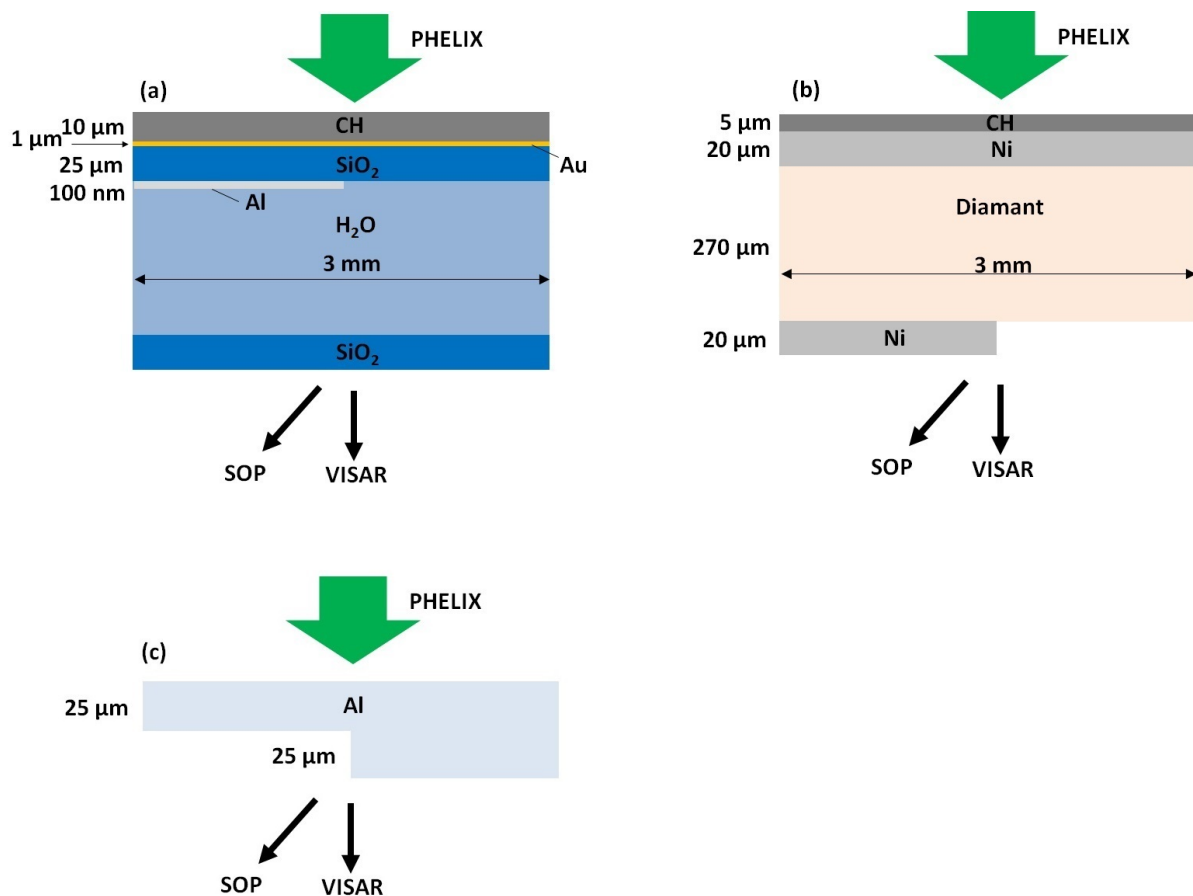 PHELIX
(a)
10 µm
CH
1 µm
25 µm
SiO₂
Au
100 nm
Al
H₂O
3 mm
SiO₂
SOP
VISAR
PHELIX
(b)
5 µm
CH
20 µm
Ni
Diamant
270 µm
3 mm
20 µm
Ni
SOP
VISAR
PHELIX
(c)
25 µm
Al
25 µm
SOP
VISAR